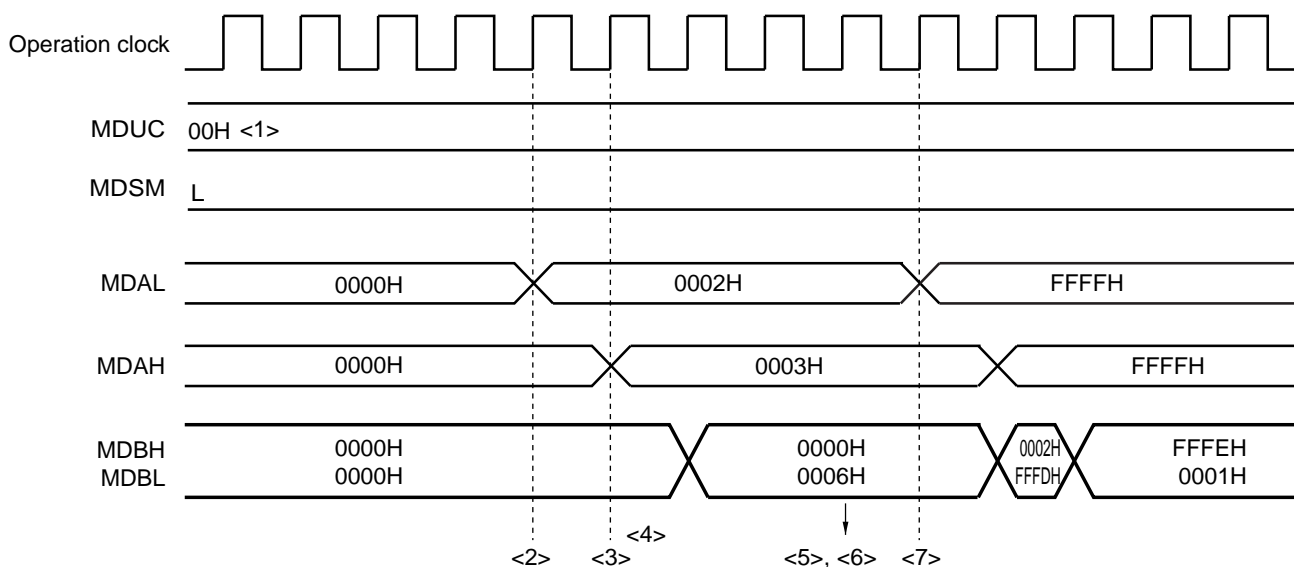 Operation clock
MDUC 00H <1>
MDSM L
MDAL 0000H 0002H FFFFH
MDAH 0000H 0003H FFFFH
MDBH 0000H 0000H 0002H FFFEH
MDBL 0000H 0006H FFFDH 0001H
<4>
<2> <3> <5>, <6> <7>